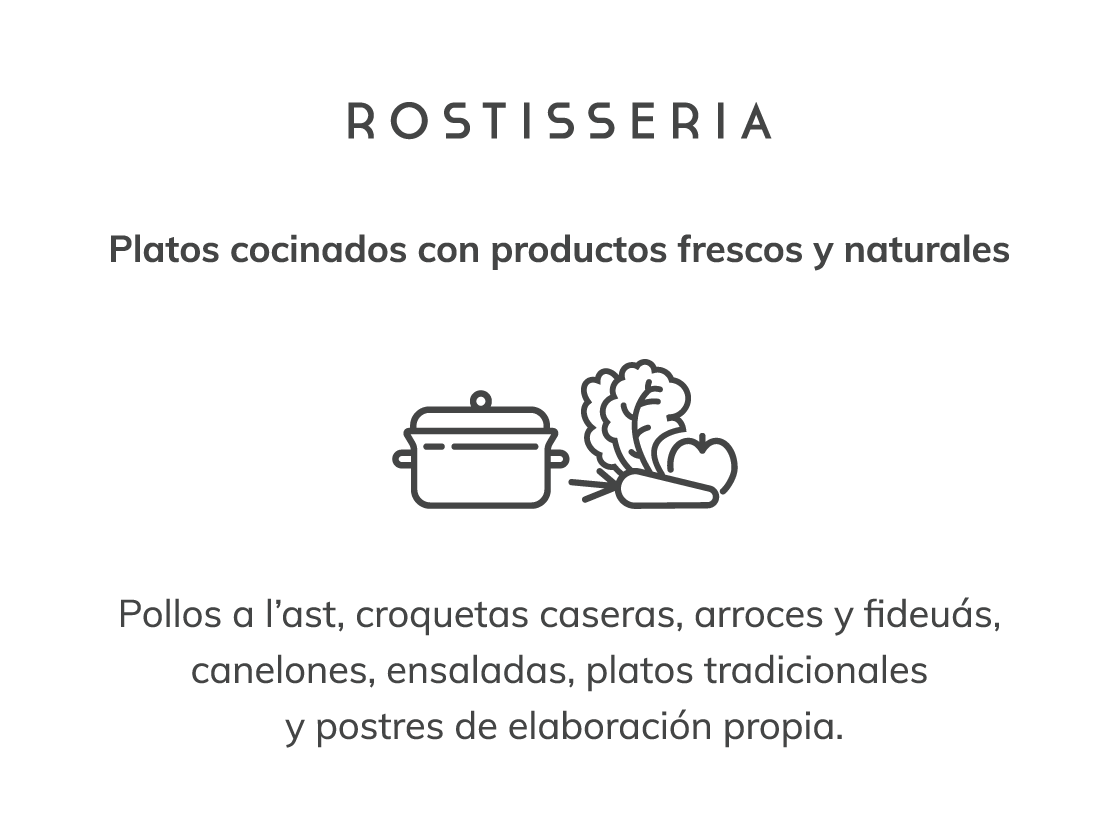 ROSTISSERIA
Platos cocinados con productos frescos y naturales
Pollos a l’ast, croquetas caseras, arroces y fideuás,
canelones, ensaladas, platos tradicionales
y postres de elaboración propia.